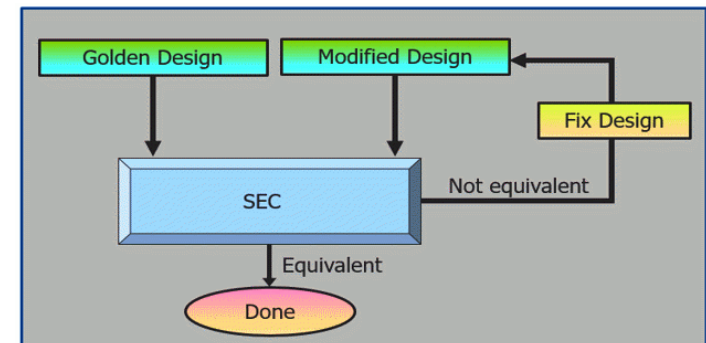 Golden Design
Modified Design
Fix Design
Not equivalent
SEC
Equivalent
Done